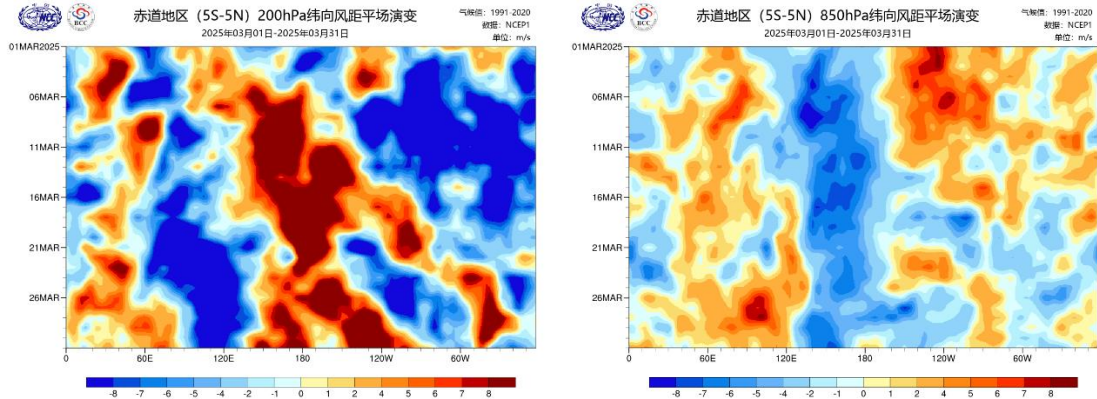 赤道地区（5S-5N）200hPa纬向风距平场演变
2025年03月01日-2025年03月31日
气候值：1991-2020
数据：NCEP1
单位：m/s
BCC
01MAR2025
06MAR
11MAR
16MAR
21MAR
26MAR
0 60E 120E 180 120W 60W
-8 -7 -6 -5 -4 -2 -1 0 1 2 4 5 6 7 8
赤道地区（5S-5N）850hPa纬向风距平场演变
2025年03月01日-2025年03月31日
气候值：1991-2020
数据：NCEP1
单位：m/s
BCC
01MAR2025
06MAR
11MAR
16MAR
21MAR
26MAR
0 60E 120E 180 120W 60W
-8 -7 -6 -5 -4 -2 -1 0 1 2 4 5 6 7 8